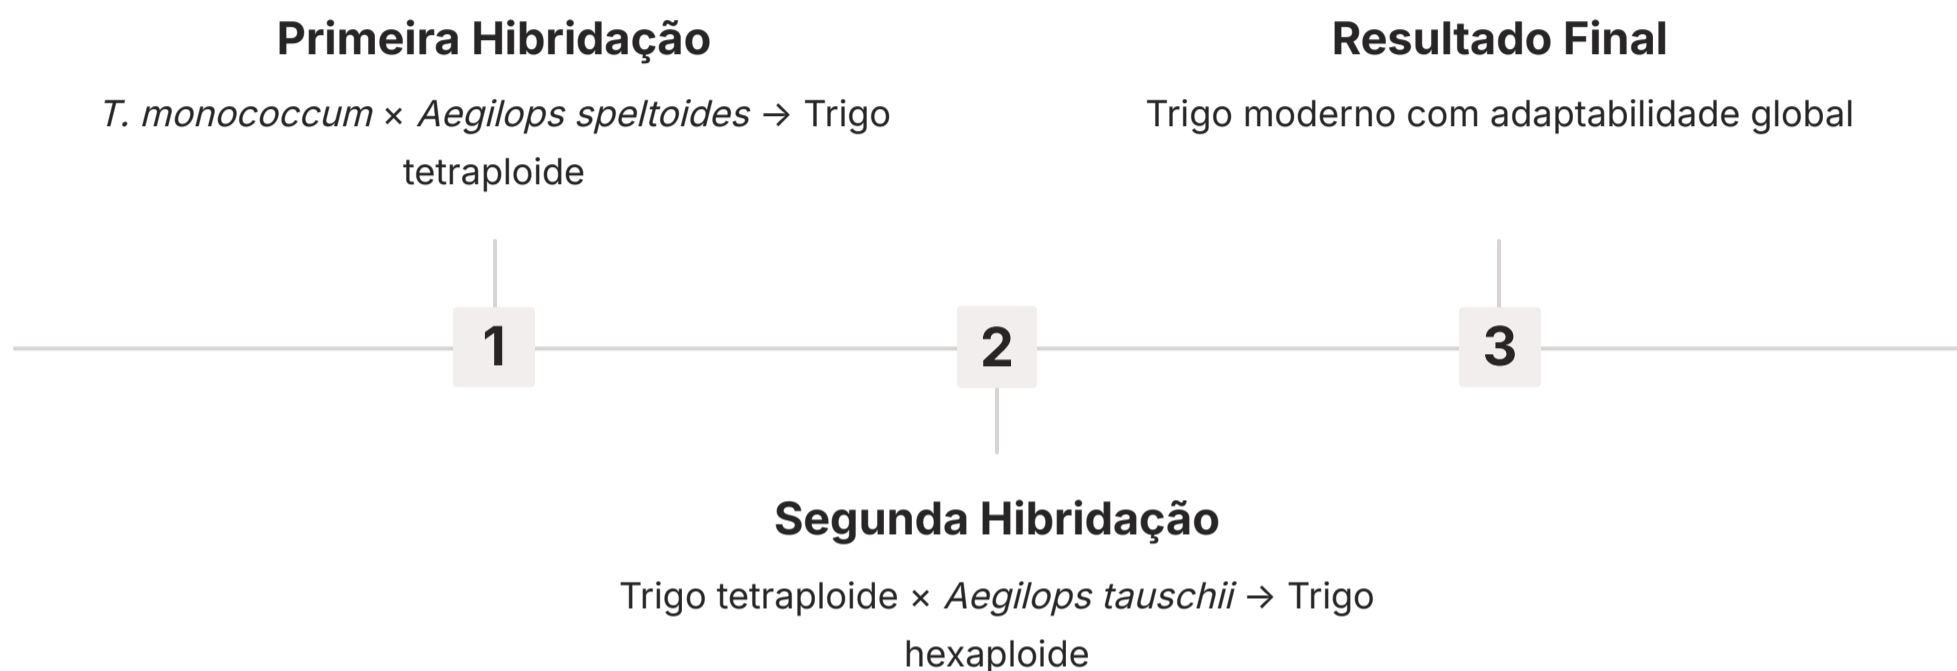 Primeira Hibridação
T. monococcum × Aegilops speltoides → Trigo
tetraploide
Resultado Final
Trigo moderno com adaptabilidade global
1
2
3
Segunda Hibridação
Trigo tetraploide × Aegilops tauschii → Trigo
hexaploide